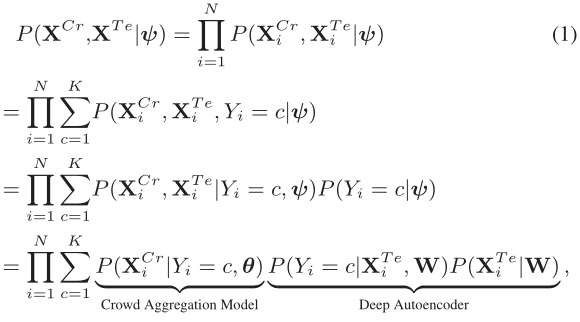 P(𝐗^{Cr},𝐗^{Te}|𝝍) = ∏_{i=1}^{N} P(𝐗_i^{Cr}, 𝐗_i^{Te}|𝝍) (1)
= ∏_{i=1}^{N} ∑_{c=1}^{K} P(𝐗_i^{Cr}, 𝐗_i^{Te}, Y_i = c|𝝍)
= ∏_{i=1}^{N} ∑_{c=1}^{K} P(𝐗_i^{Cr}, 𝐗_i^{Te}|Y_i = c, 𝝍)P(Y_i = c|𝝍)
= ∏_{i=1}^{N} ∑_{c=1}^{K} P(𝐗_i^{Cr}|Y_i = c, 𝜽) P(Y_i = c|𝐗_i^{Te}, 𝐖)P(𝐗_i^{Te}|𝐖) ,
Crowd Aggregation Model Deep Autoencoder